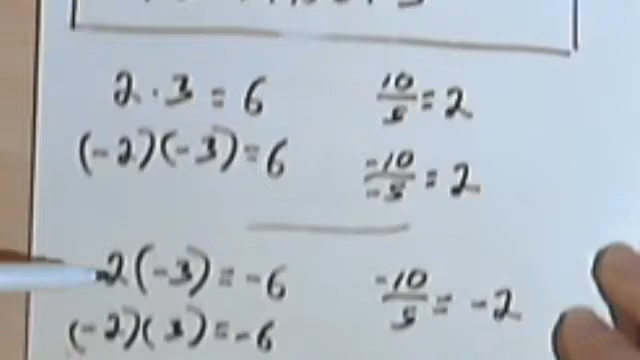 2 · 3 = 6
(-2)(-3) = 6
10/5 = 2
-10/-5 = 2
2(-3) = -6
(-2)(3) = -6
-10/5 = -2